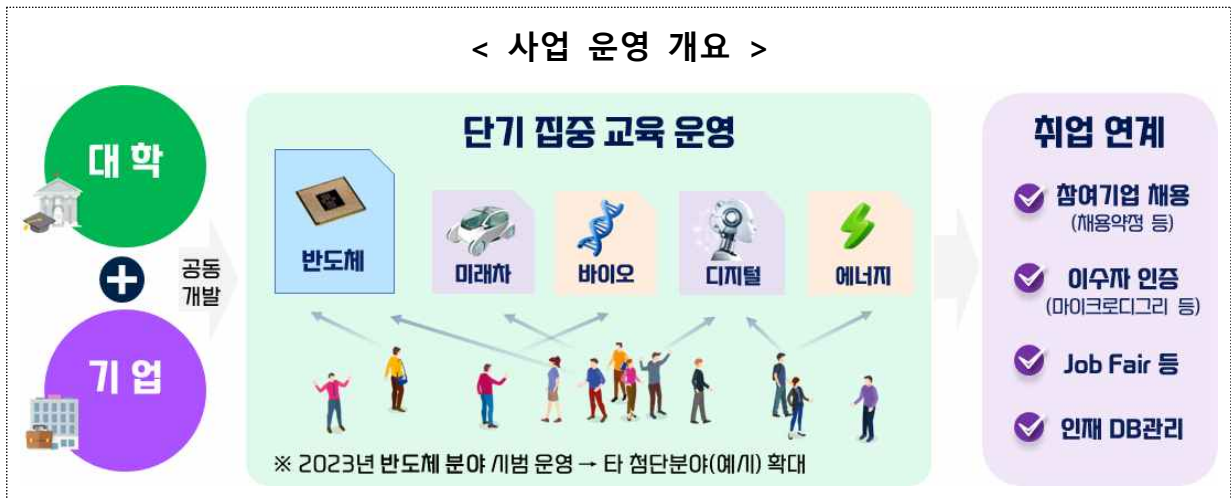 < 사업 운영 개요 >
대학
+
기업
공동
개발
단기 집중 교육 운영
반도체
미래차
바이오
디지털
에너지
※ 2023년 반도체 분야 시범 운영 → 타 첨단분야(예시) 확대
취업 연계
참여기업 채용
(채용약정 등)
이수자 인증
(마이크로디그리 등)
Job Fair 등
인재 DB관리